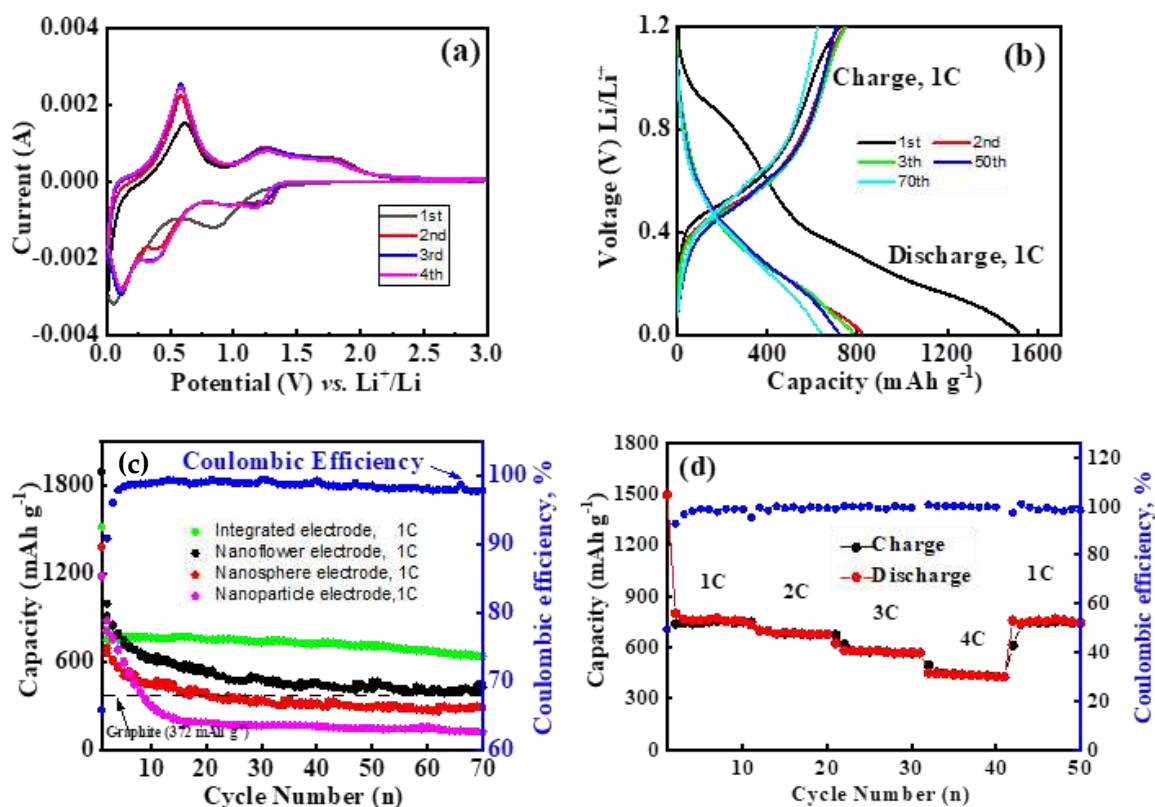 (a)
0.004
0.002
0.000
-0.002
-0.004
Current (A)
1st
2nd
3rd
4th
0.0 0.5 1.0 1.5 2.0 2.5 3.0
Potential (V) vs. Li⁺/Li
(b)
1.2
0.8
0.4
0.0
Voltage (V) Li/Li⁺
Charge, 1C
1st 2nd
3th 50th
70th
Discharge, 1C
0 400 800 1200 1600
Capacity (mAh g⁻¹)
(c)
1800
1200
600
0
Capacity (mAh g⁻¹)
Coulombic Efficiency
Integrated electrode, 1C
Nanoflower electrode, 1C
Nanosphere electrode, 1C
Nanoparticle electrode,1C
Graphite (372 mAh g⁻¹)
100
90
80
70
60
Coulombic efficiency, %
10 20 30 40 50 60 70
Cycle Number (n)
(d)
1800
1500
1200
900
600
300
0
Capacity (mAh g⁻¹)
Charge
Discharge
1C
2C
3C
4C
1C
120
100
80
60
40
20
0
Coulombic efficiency, %
0 10 20 30 40 50
Cycle Number (n)